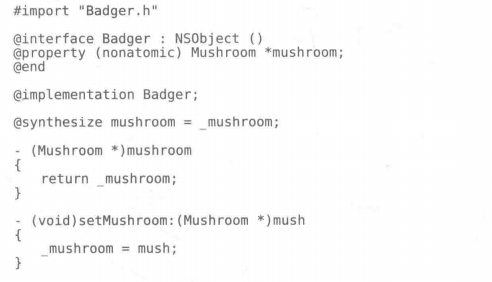 #import "Badger.h"
@interface Badger : NSObject ()
@property (nonatomic) Mushroom *mushroom;
@end
@implementation Badger;
@synthesize mushroom = _mushroom;
- (Mushroom *)mushroom
{
return _mushroom;
}
- (void)setMushroom:(Mushroom *)mush
{
_mushroom = mush;
}